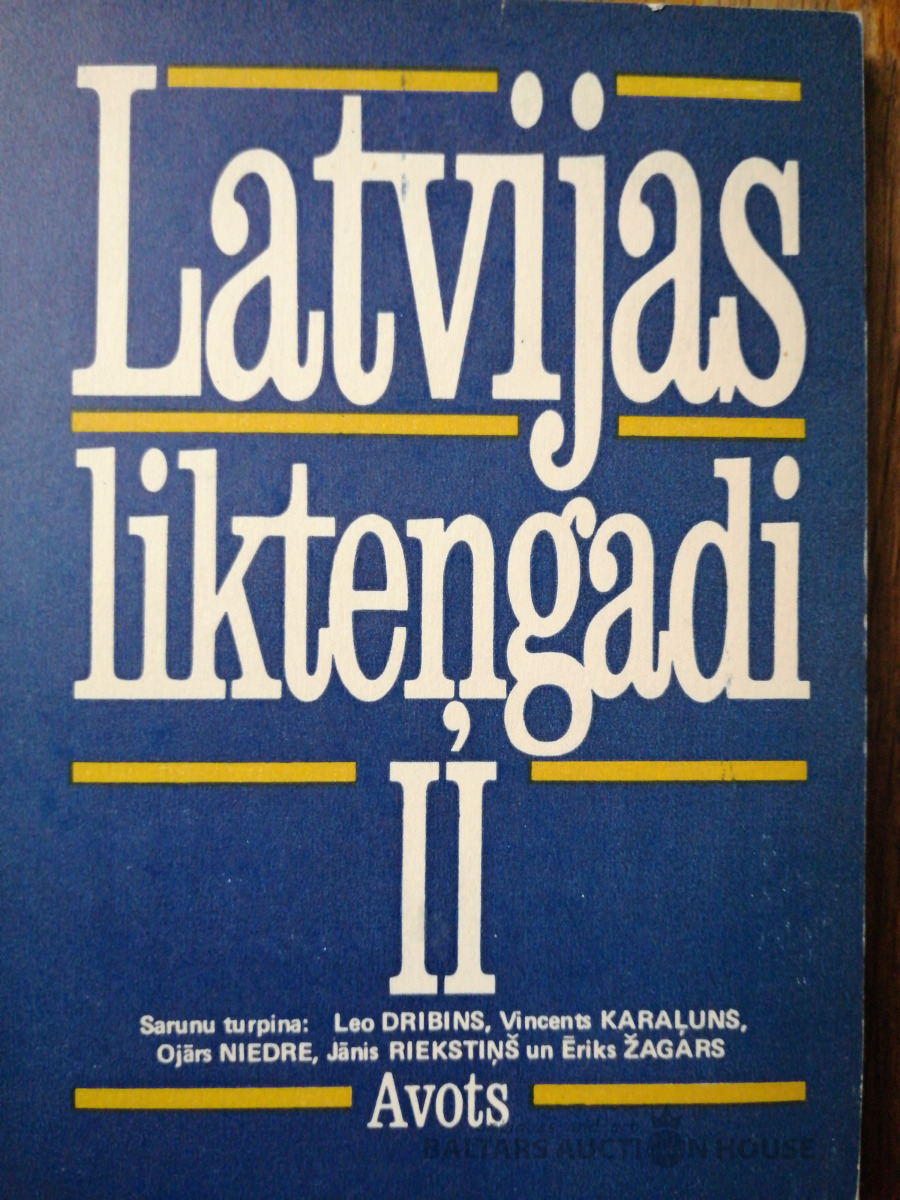 Latvijas
likteņgadi
II
Sarunu turpina: Leo DRIBINS, Vincents KARAĻUNS,
Ojārs NIEDRE, Jānis RIEKSTIŅŠ un Ēriks ŽAGARS
Avots
BALTARS AUCTION HOUSE